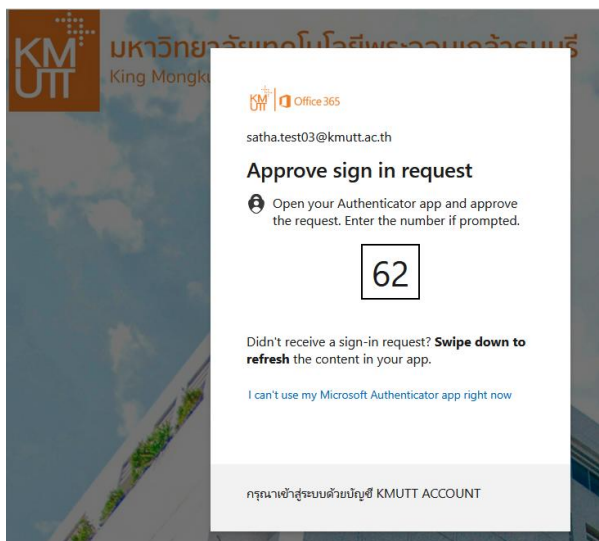 KM
UTT
มหาวิทยาลัยเทคโนโลยีพระจอมเกล้าธนบุรี
King Mongku
KM
UTT
Office 365
satha.test03@kmutt.ac.th
Approve sign in request
Open your Authenticator app and approve
the request. Enter the number if prompted.
62
Didn't receive a sign-in request? Swipe down to
refresh the content in your app.
I can't use my Microsoft Authenticator app right now
กรุณาเข้าสู่ระบบด้วยบัญชี KMUTT ACCOUNT